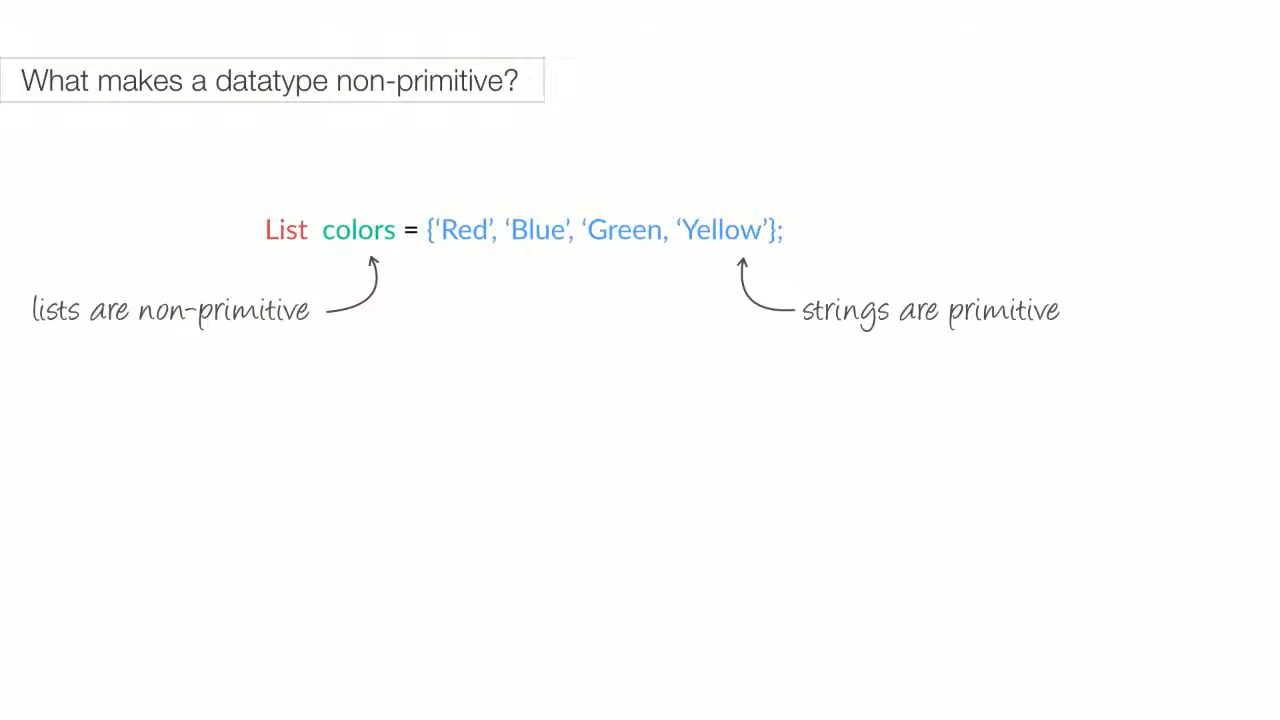 What makes a datatype non-primitive?
List colors = {‘Red’, ‘Blue’, ‘Green, ‘Yellow’};
lists are non-primitive
strings are primitive